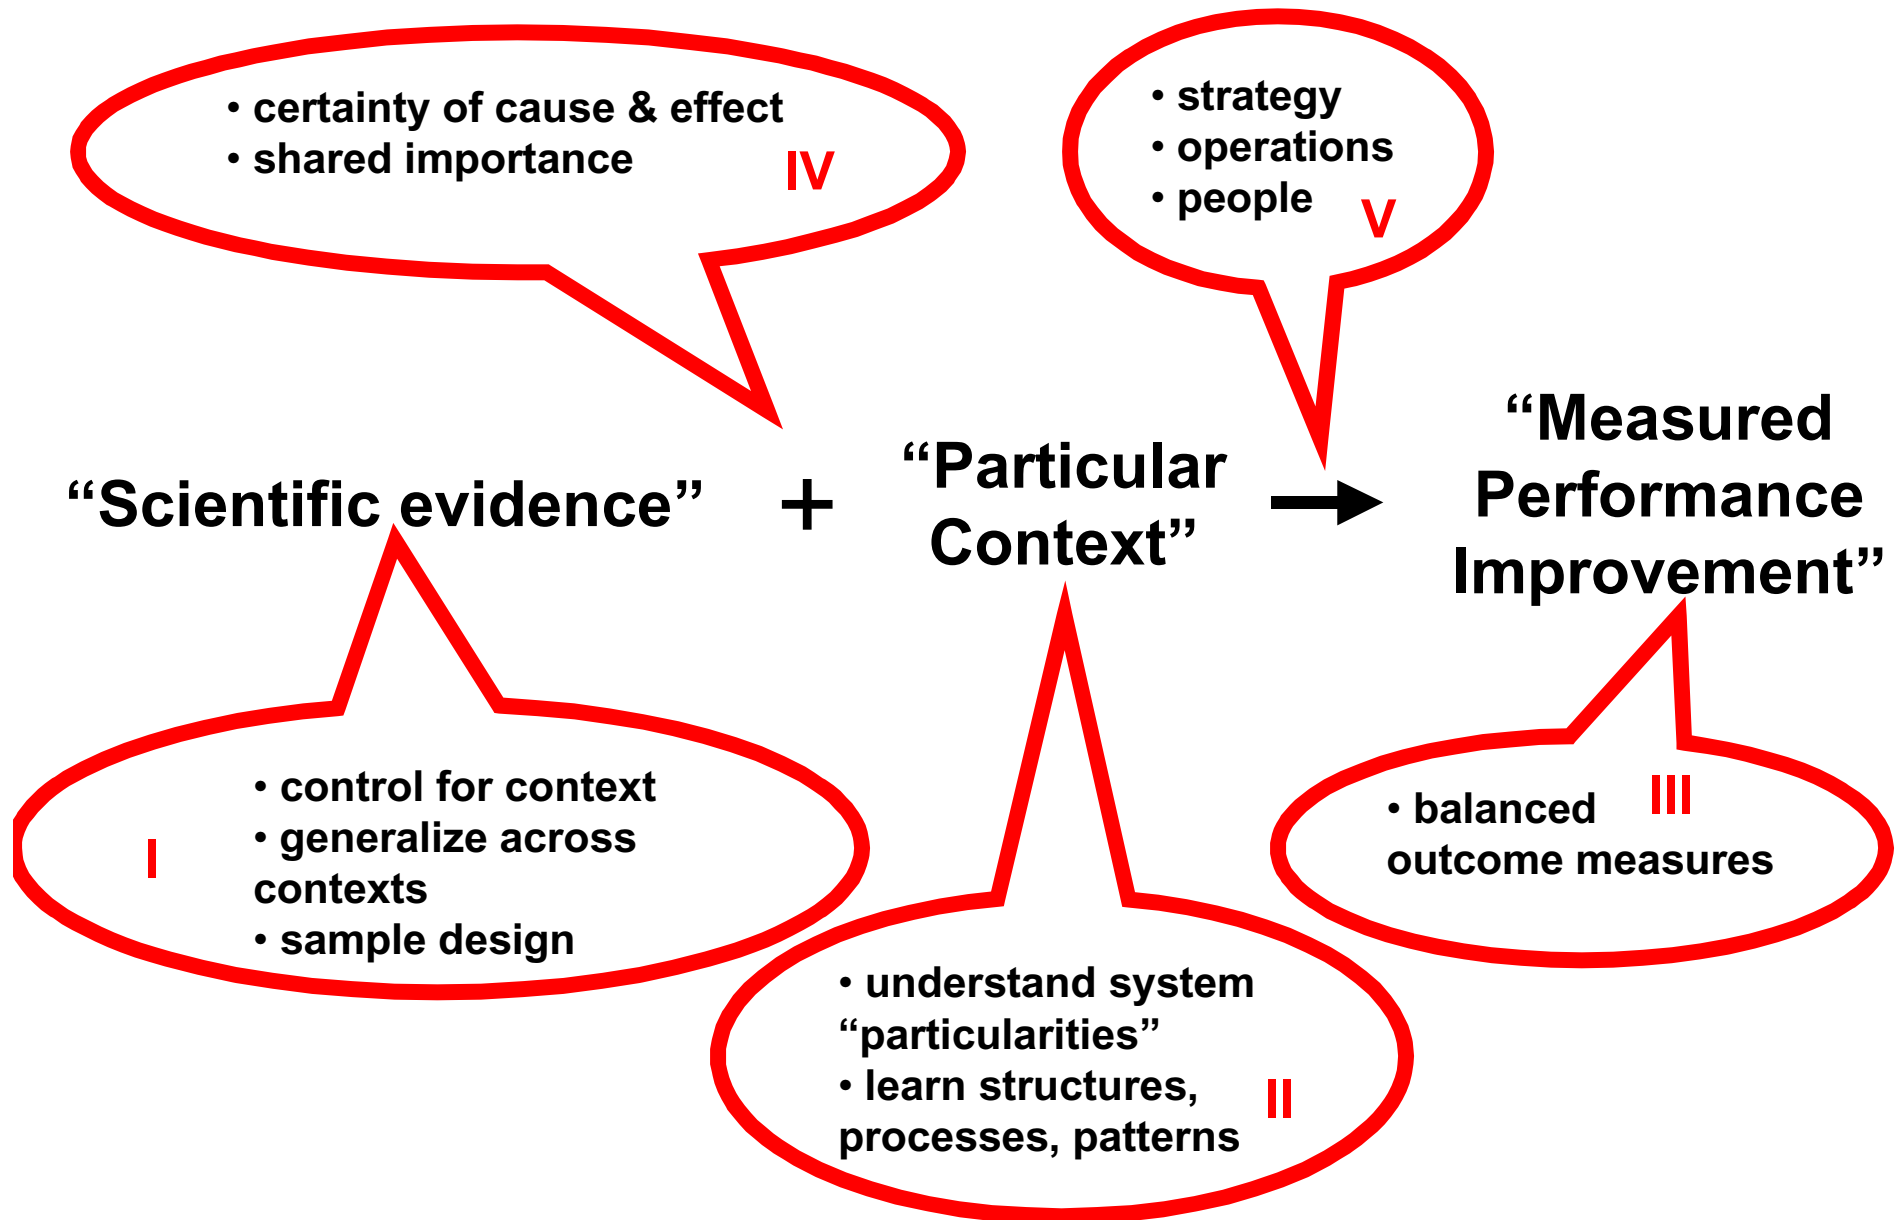 • certainty of cause & effect
• shared importance
IV
• strategy
• operations
• people
V
“Scientific evidence”
+
“Particular
Context”
“Measured
Performance
Improvement”
• control for context
• generalize across
contexts
• sample design
I
• understand system
“particularities”
• learn structures,
processes, patterns
II
• balanced
outcome measures
III